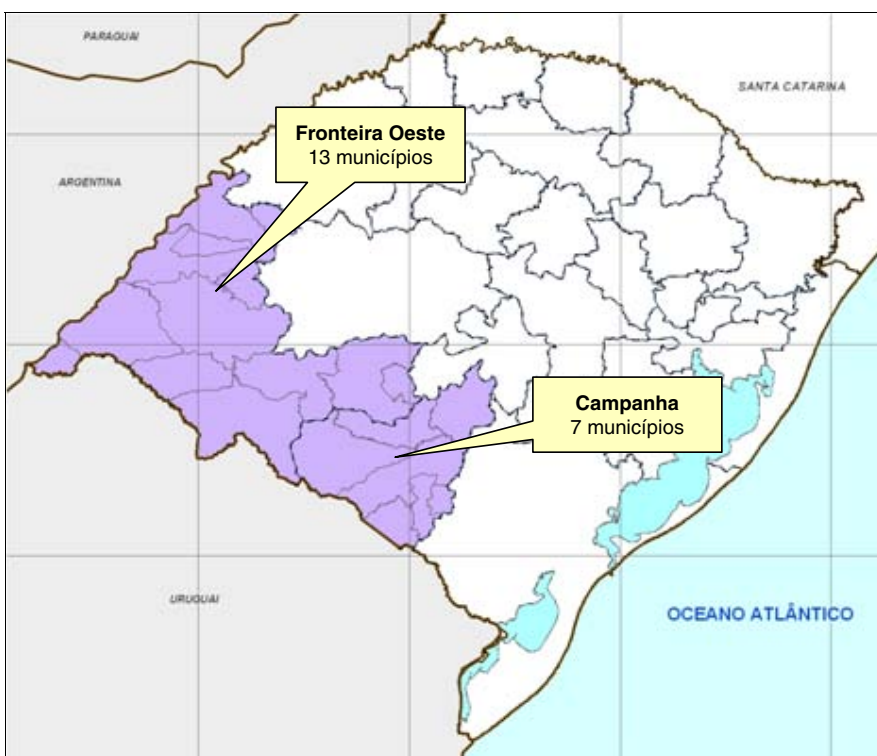 PARAGUAI
SANTA CATARINA
Fronteira Oeste
13 municípios
ARGENTINA
Campanha
7 municípios
URUGUAI
OCEANO ATLÂNTICO